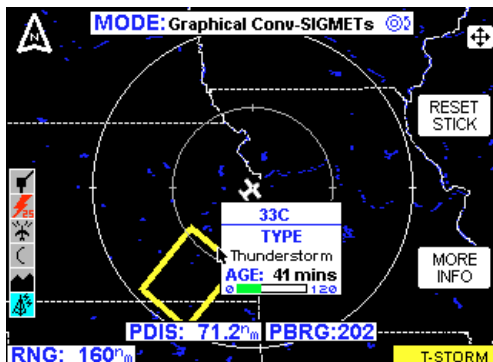 MODE: Graphical Conv-SIGMETs
N
RESET
STICK
25
33C
TYPE
Thunderstorm
AGE: 41 mins
0 120
MORE
INFO
PDIS: 71.2nm PBRG:202
RNG: 160nm
T-STORM